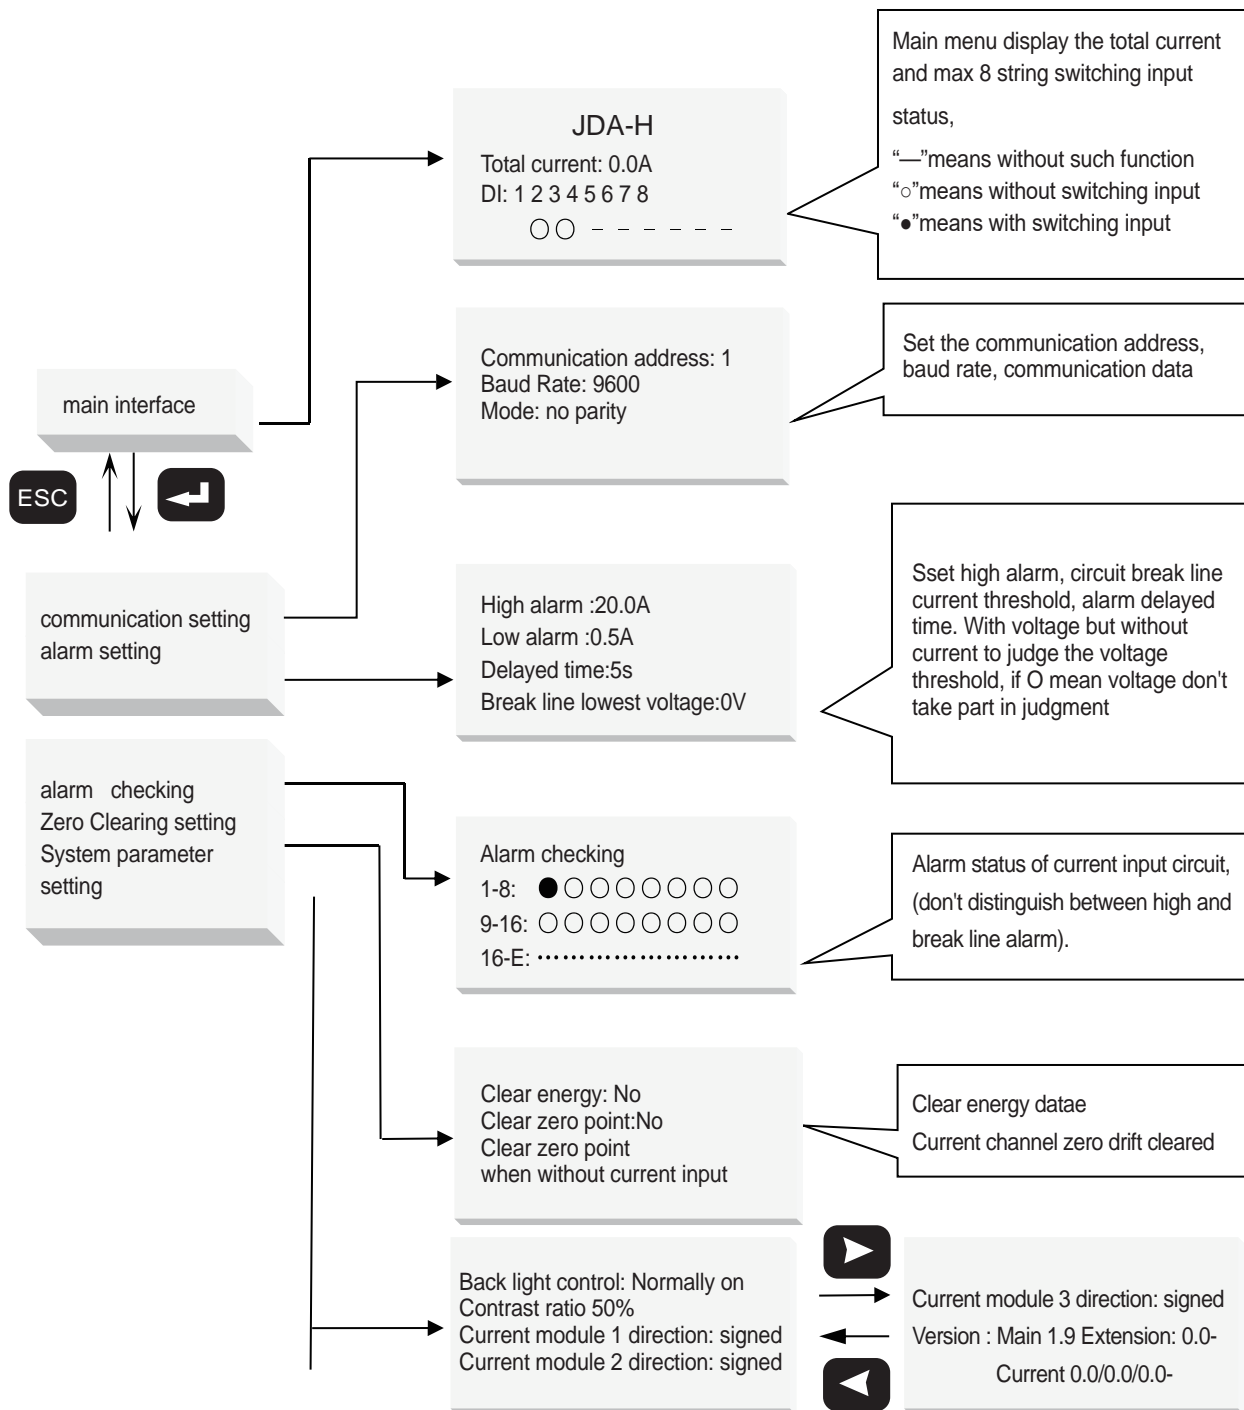 Main menu display the total current
and max 8 string switching input
status,
“—”means without such function
“○”means without switching input
“●”means with switching input
JDA-H
Total current: 0.0A
DI: 1 2 3 4 5 6 7 8
○○ – – – – – –
main interface
ESC
Communication address: 1
Baud Rate: 9600
Mode: no parity
Set the communication address,
baud rate, communication data
communication setting
alarm setting
High alarm :20.0A
Low alarm :0.5A
Delayed time:5s
Break line lowest voltage:0V
Sset high alarm, circuit break line
current threshold, alarm delayed
time. With voltage but without
current to judge the voltage
threshold, if O mean voltage don't
take part in judgment
alarm checking
Zero Clearing setting
System parameter
setting
Alarm checking
1-8: ●○○○○○○○
9-16: ○○○○○○○○
16-E: ························
Alarm status of current input circuit,
(don't distinguish between high and
break line alarm).
Clear energy: No
Clear zero point:No
Clear zero point
when without current input
Clear energy datae
Current channel zero drift cleared
Back light control: Normally on
Contrast ratio 50%
Current module 1 direction: signed
Current module 2 direction: signed
Current module 3 direction: signed
Version : Main 1.9 Extension: 0.0-
Current 0.0/0.0/0.0-